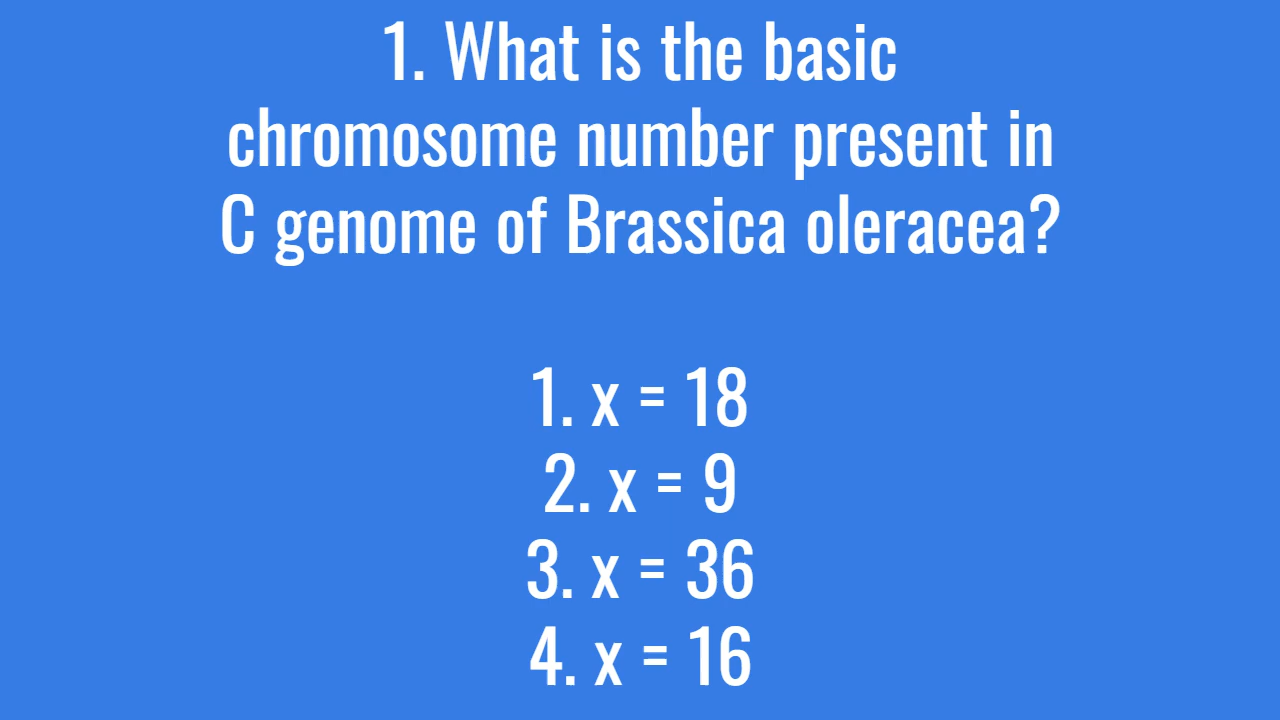 1. What is the basic
chromosome number present in
C genome of Brassica oleracea?
1. x = 18
2. x = 9
3. x = 36
4. x = 16